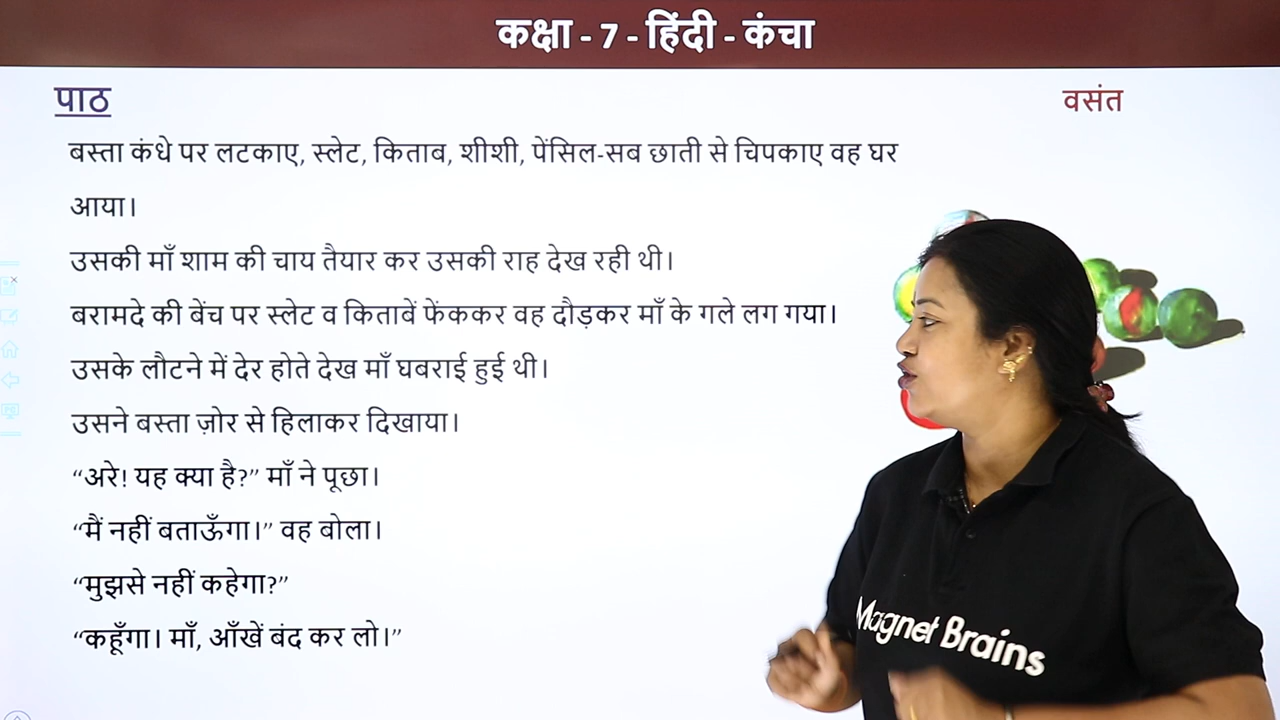 कक्षा - 7 - हिंदी - कंचा
पाठ
वसंत
बस्ता कंधे पर लटकाए, स्लेट, किताब, शीशी, पेंसिल-सब छाती से चिपकाए वह घर
आया।
उसकी माँ शाम की चाय तैयार कर उसकी राह देख रही थी।
बरामदे की बेंच पर स्लेट व किताबें फेंककर वह दौड़कर माँ के गले लग गया।
उसके लौटने में देर होते देख माँ घबराई हुई थी।
उसने बस्ता ज़ोर से हिलाकर दिखाया।
“अरे! यह क्या है?” माँ ने पूछा।
“मैं नहीं बताऊँगा।” वह बोला।
“मुझसे नहीं कहेगा?”
“कहूँगा। माँ, आँखें बंद कर लो।”
Magnet Brains